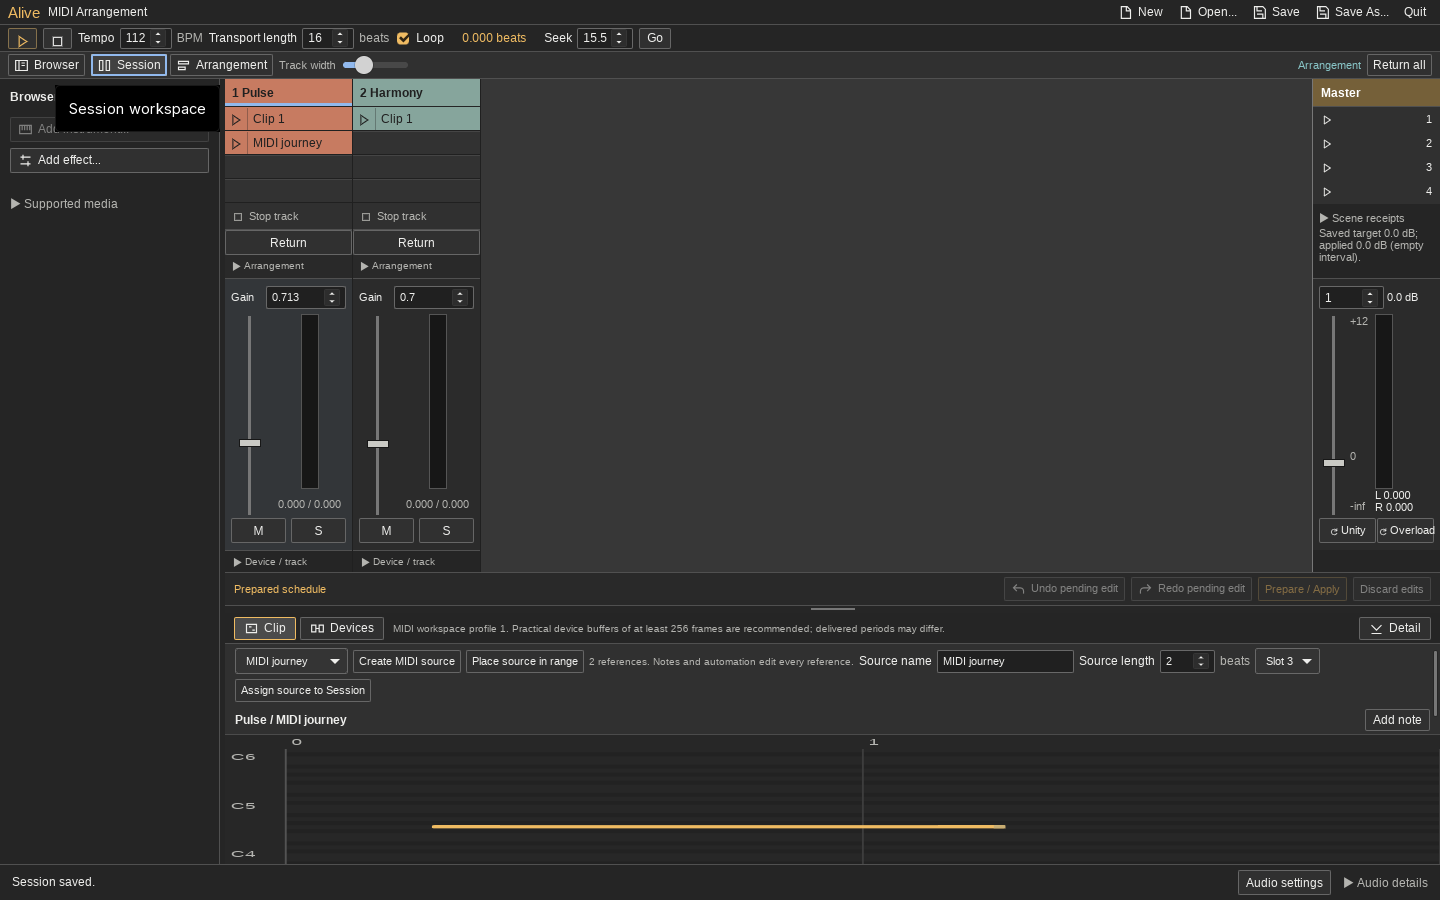 Alive MIDI Arrangement New Open... Save Save As... Quit
Tempo 112 BPM Transport length 16 beats Loop 0.000 beats Seek 15.5 Go
Browser Session Arrangement Track width Arrangement Return all
Session workspace
Add effect...
Supported media
1 Pulse 2 Harmony Master
Clip 1 Clip 1 1
MIDI journey 2
3
4
Stop track Stop track Scene receipts
Return Return Saved target 0.0 dB;
applied 0.0 dB (empty
interval).
Arrangement Arrangement
Gain 0.713 Gain 0.7 1 0.0 dB
+12
0
-inf
0.000 / 0.000 0.000 / 0.000 L 0.000
R 0.000
M S M S Unity Overload
Device / track Device / track
Prepared schedule Undo pending edit Redo pending edit Prepare / Apply Discard edits
Clip Devices MIDI workspace profile 1. Practical device buffers of at least 256 frames are recommended; delivered periods may differ. Detail
MIDI journey Create MIDI source Place source in range 2 references. Notes and automation edit every reference. Source name MIDI journey Source length 2 beats Slot 3
Assign source to Session
Pulse / MIDI journey Add note
0 1
C6
C5
C4
Session saved. Audio settings Audio details